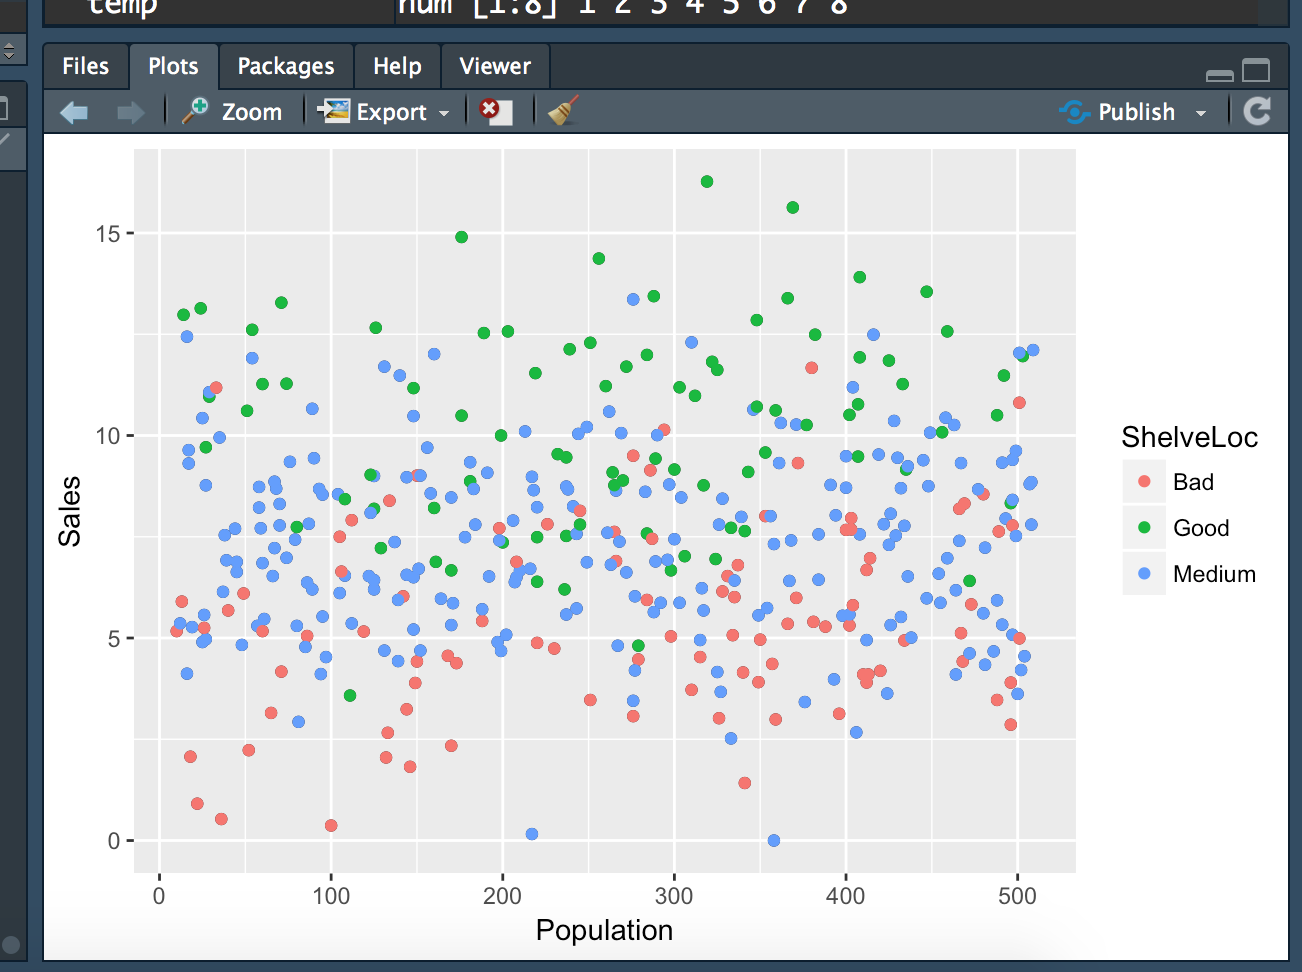 temp num [1:8] 1 2 3 4 5 6 7 8
Files Plots Packages Help Viewer
Zoom Export Publish
15
10
5
0
Sales
0 100 200 300 400 500
Population
ShelveLoc
Bad
Good
Medium